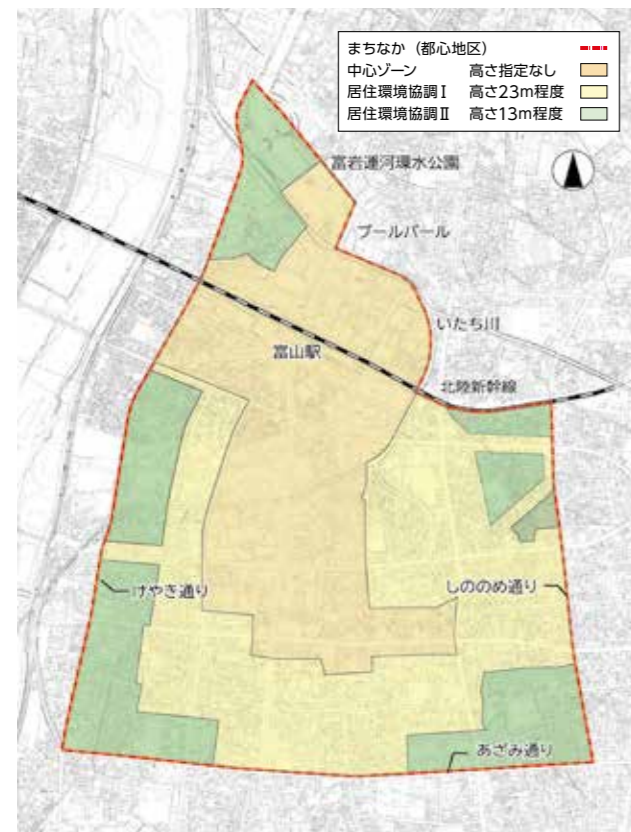 まちなか（都心地区）
中心ゾーン　高さ指定なし
居住環境協調Ⅰ　高さ23m程度
居住環境協調Ⅱ　高さ13m程度
富岩運河環水公園
ブールバール
いたち川
富山駅
北陸新幹線
けやき通り
しののめ通り
あざみ通り